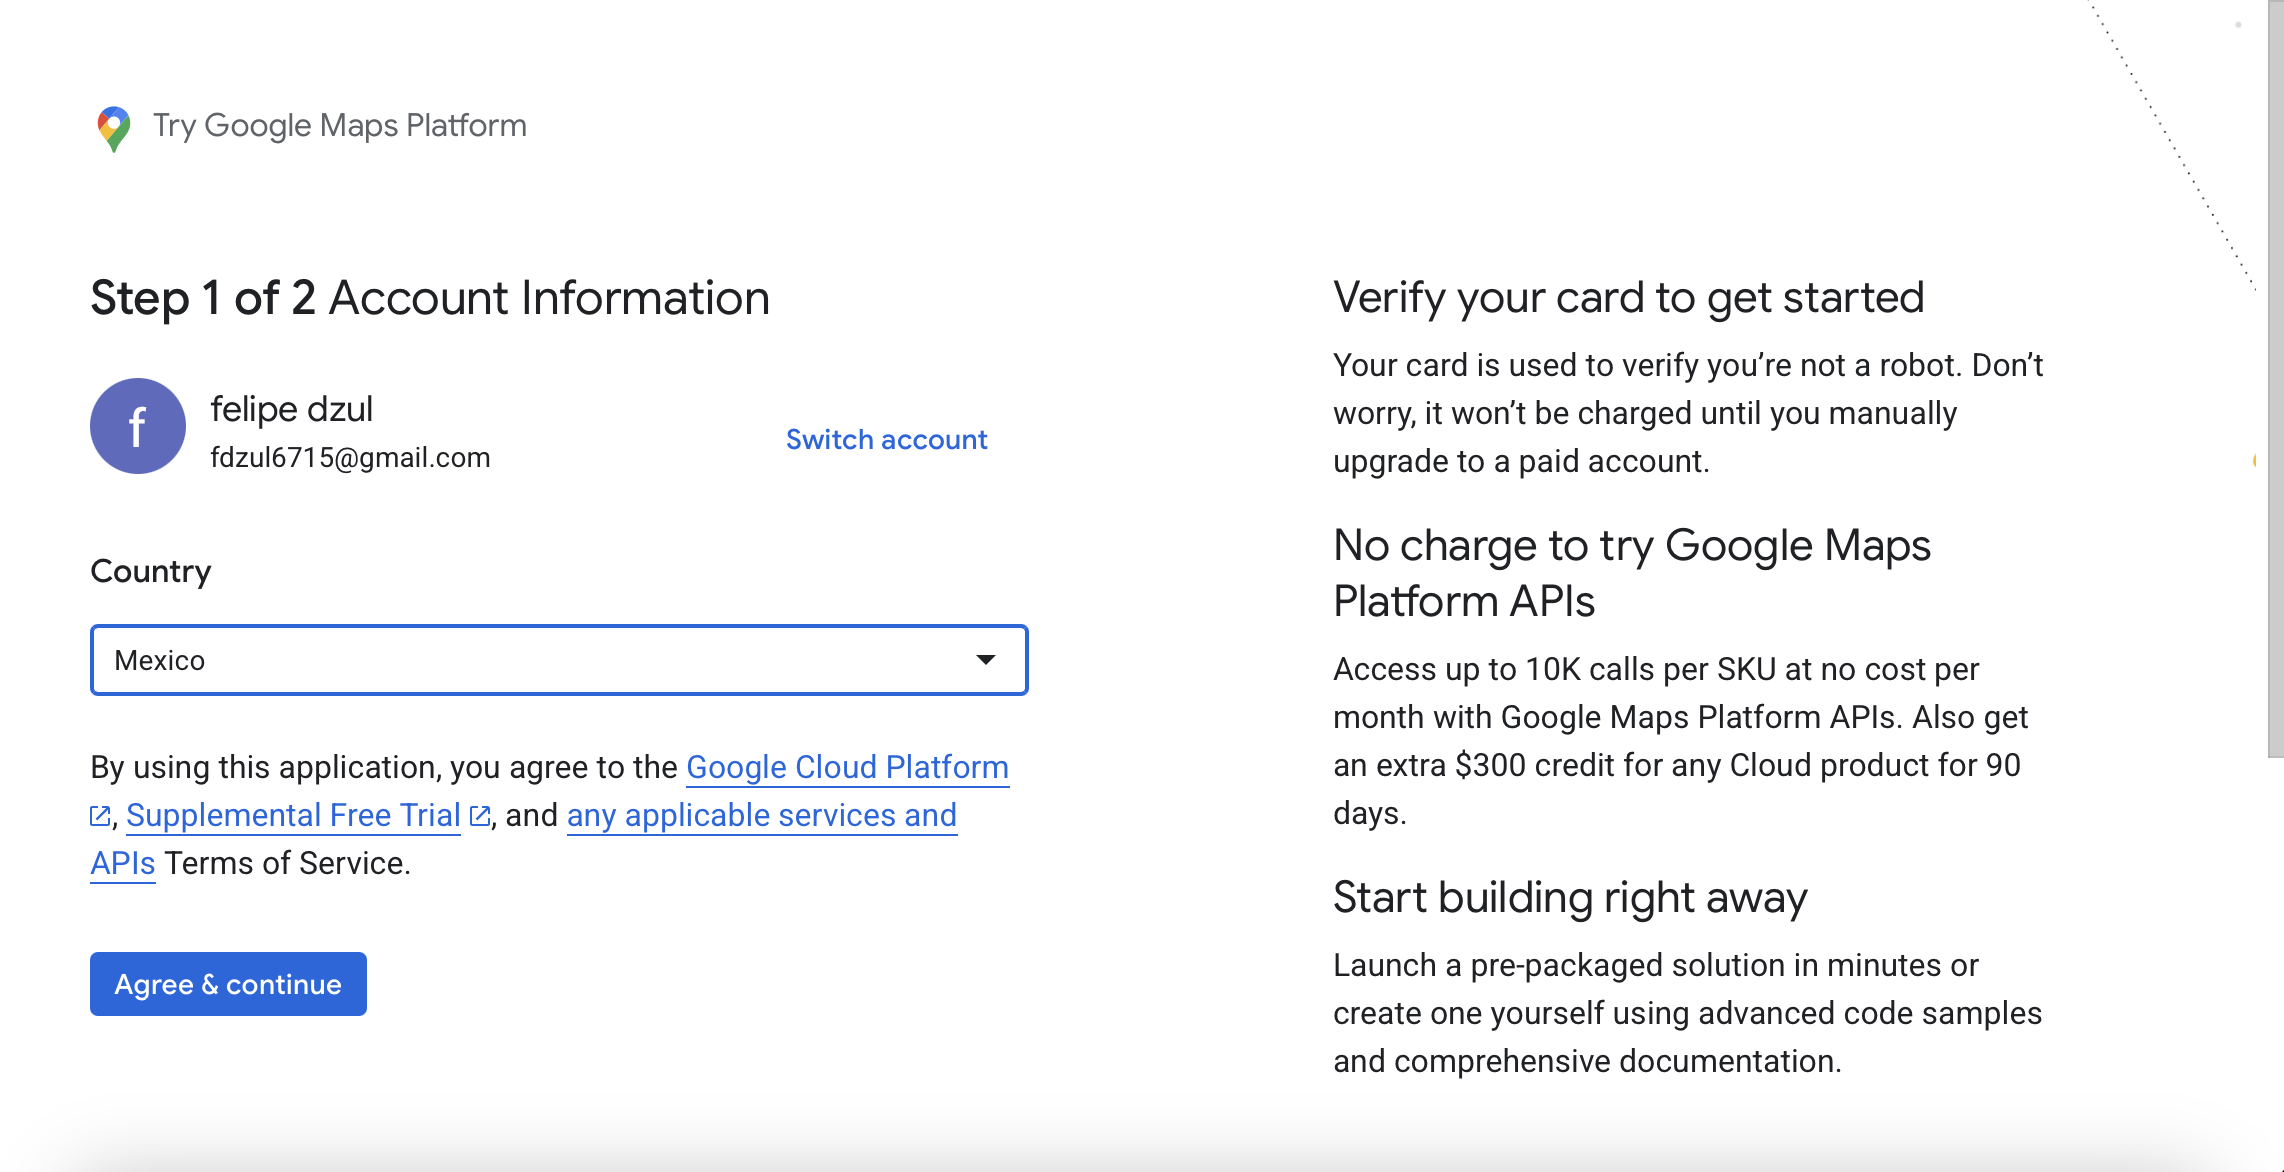 Try Google Maps Platform
Step 1 of 2 Account Information
f
felipe dzul
fdzul6715@gmail.com
Switch account
Country
Mexico
By using this application, you agree to the Google Cloud Platform
, Supplemental Free Trial , and any applicable services and
APIs Terms of Service.
Agree & continue
Verify your card to get started
Your card is used to verify you’re not a robot. Don’t
worry, it won’t be charged until you manually
upgrade to a paid account.
No charge to try Google Maps
Platform APIs
Access up to 10K calls per SKU at no cost per
month with Google Maps Platform APIs. Also get
an extra $300 credit for any Cloud product for 90
days.
Start building right away
Launch a pre-packaged solution in minutes or
create one yourself using advanced code samples
and comprehensive documentation.